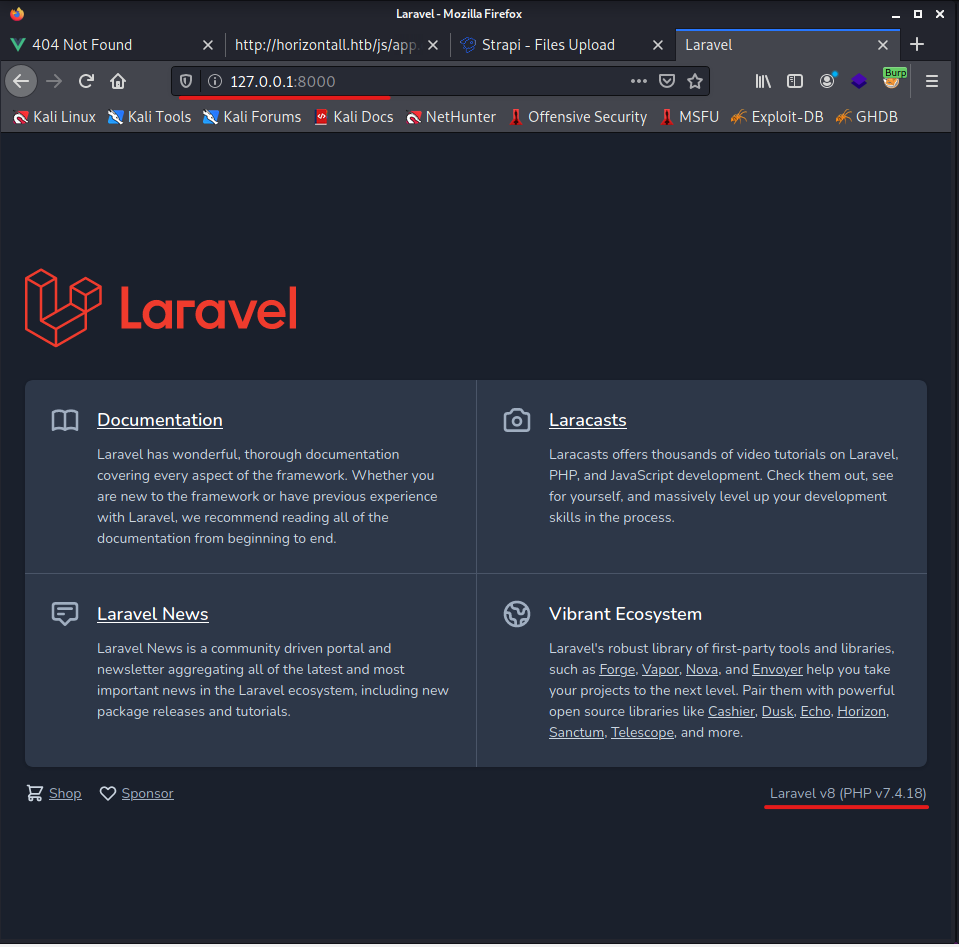 Laravel - Mozilla Firefox
404 Not Found
http://horizontall.htb/js/app.
Strapi - Files Upload
Laravel
127.0.0.1:8000
Burp
Kali Linux
Kali Tools
Kali Forums
Kali Docs
NetHunter
Offensive Security
MSFU
Exploit-DB
GHDB
Laravel
Documentation
Laravel has wonderful, thorough documentation
covering every aspect of the framework. Whether you
are new to the framework or have previous experience
with Laravel, we recommend reading all of the
documentation from beginning to end.
Laracasts
Laracasts offers thousands of video tutorials on Laravel,
PHP, and JavaScript development. Check them out, see
for yourself, and massively level up your development
skills in the process.
Laravel News
Laravel News is a community driven portal and
newsletter aggregating all of the latest and most
important news in the Laravel ecosystem, including new
package releases and tutorials.
Vibrant Ecosystem
Laravel's robust library of first-party tools and libraries,
such as Forge, Vapor, Nova, and Envoyer help you take
your projects to the next level. Pair them with powerful
open source libraries like Cashier, Dusk, Echo, Horizon,
Sanctum, Telescope, and more.
Shop
Sponsor
Laravel v8 (PHP v7.4.18)